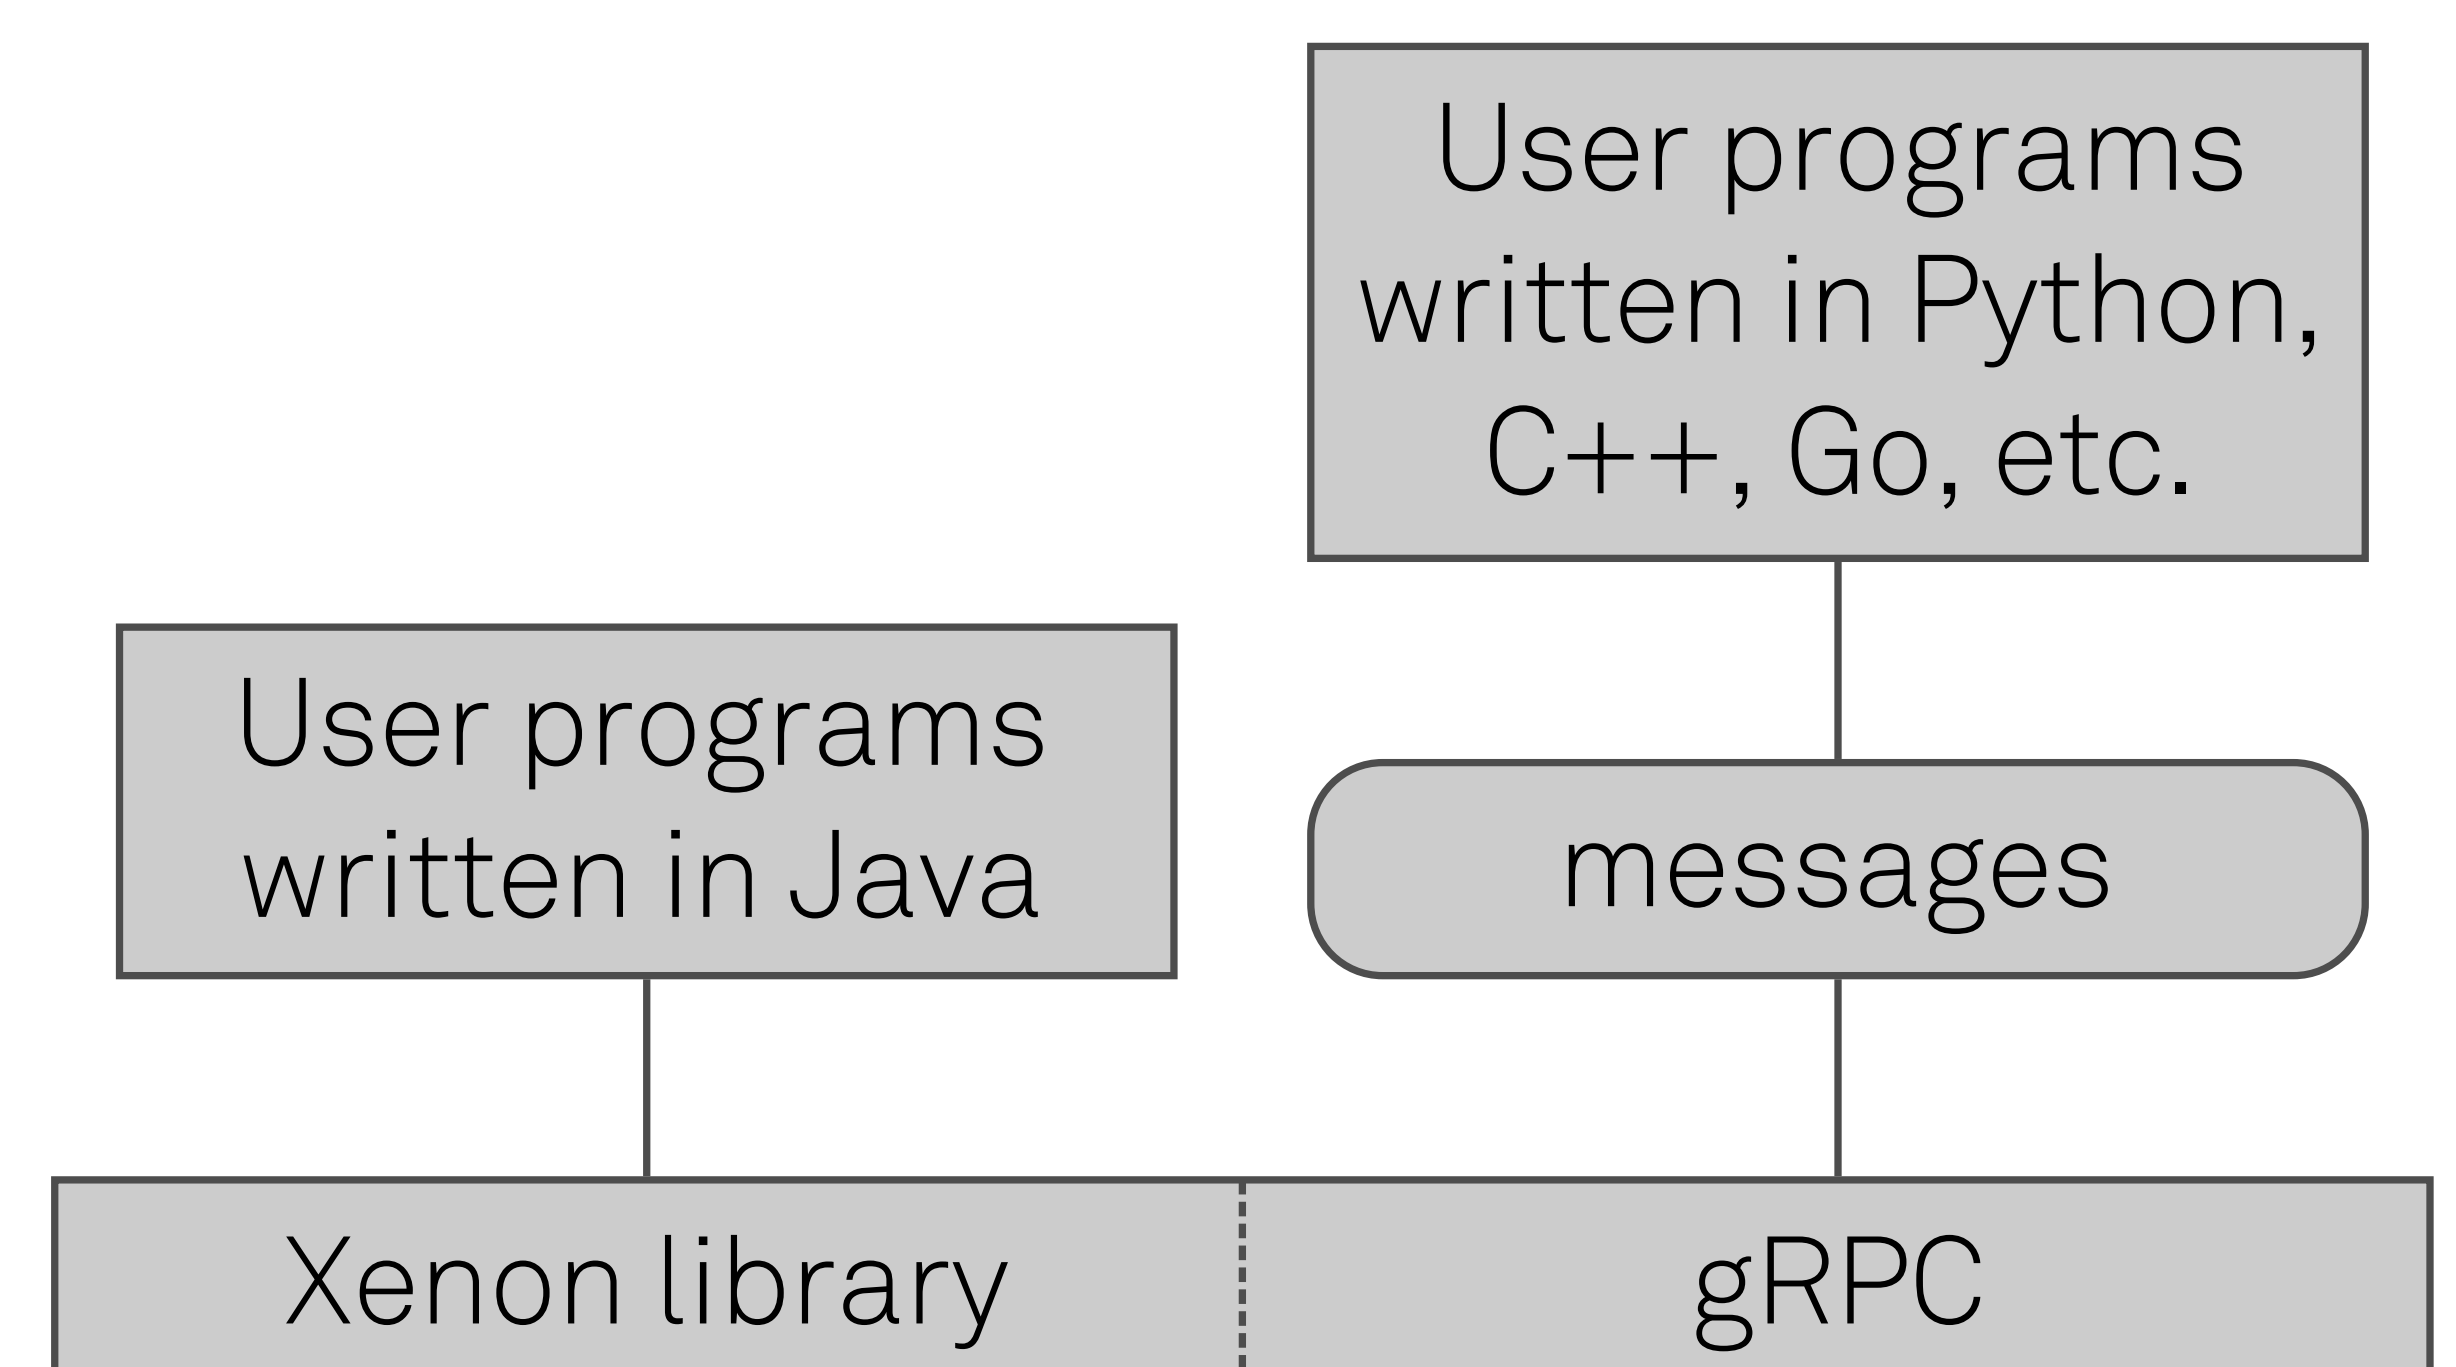 User programs
written in Python,
C++, Go, etc.
User programs
written in Java
messages
Xenon library
gRPC